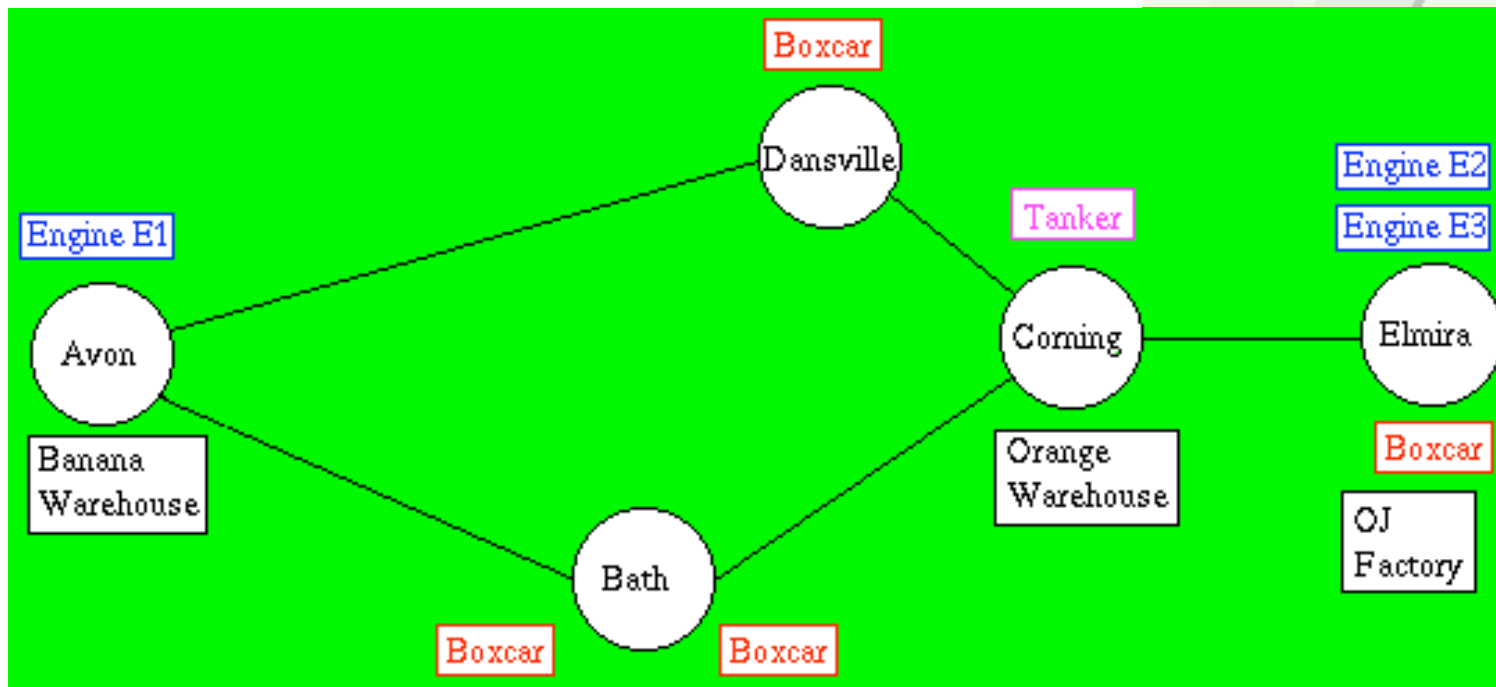 Boxcar
Dansville
Engine E2
Engine E3
Tanker
Engine E1
Avon
Corning
Elmira
Banana
Warehouse
Orange
Warehouse
Boxcar
OJ
Factory
Bath
Boxcar
Boxcar